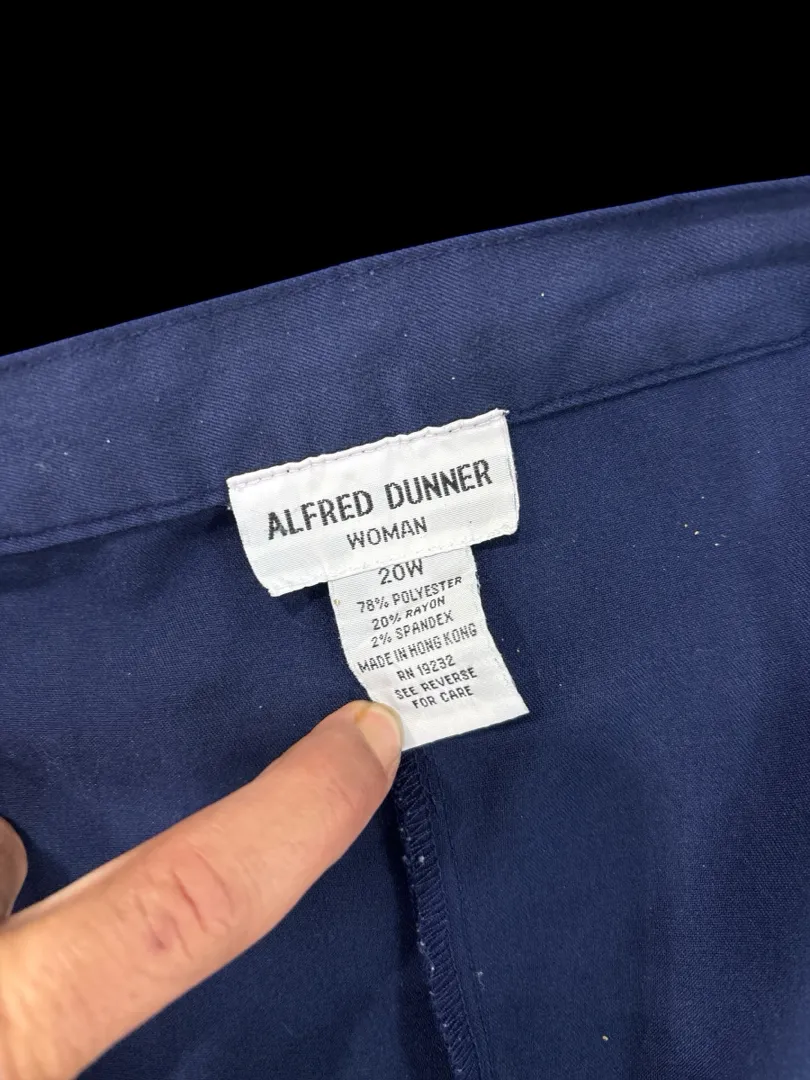 ALFRED DUNNER
WOMAN
20W
78% POLYESTER
20% RAYON
2% SPANDEX
MADE IN HONG KONG
RN 19232
SEE REVERSE
FOR CARE